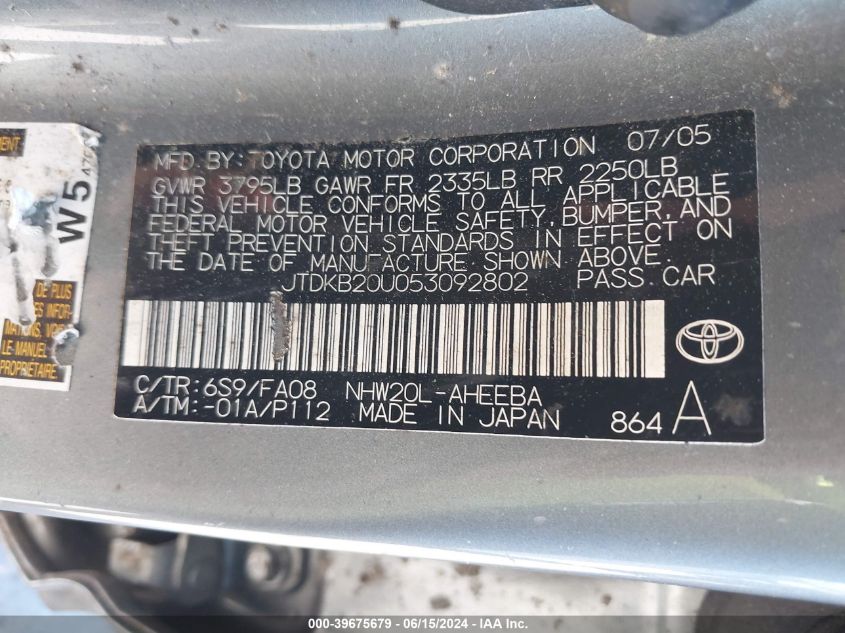 MFD. BY: TOYOTA MOTOR CORPORATION 07/05
GVWR 3795LB GAWR FR 2335LB RR 2250LB
THIS VEHICLE CONFORMS TO ALL APPLICABLE
FEDERAL MOTOR VEHICLE SAFETY, BUMPER, AND
THEFT PREVENTION STANDARDS IN EFFECT ON
THE DATE OF MANUFACTURE SHOWN ABOVE.
JTDKB20U053092802 PASS. CAR
C/TR: 6S9/FA08 NHW20L-AHEEBA
A/TM: -01A/P112 MADE IN JAPAN 864 A
W5
DE PLUS
LE MANUEL
PROPRIÉTAIRE
000-39675679 - 06/15/2024 - IAA Inc.